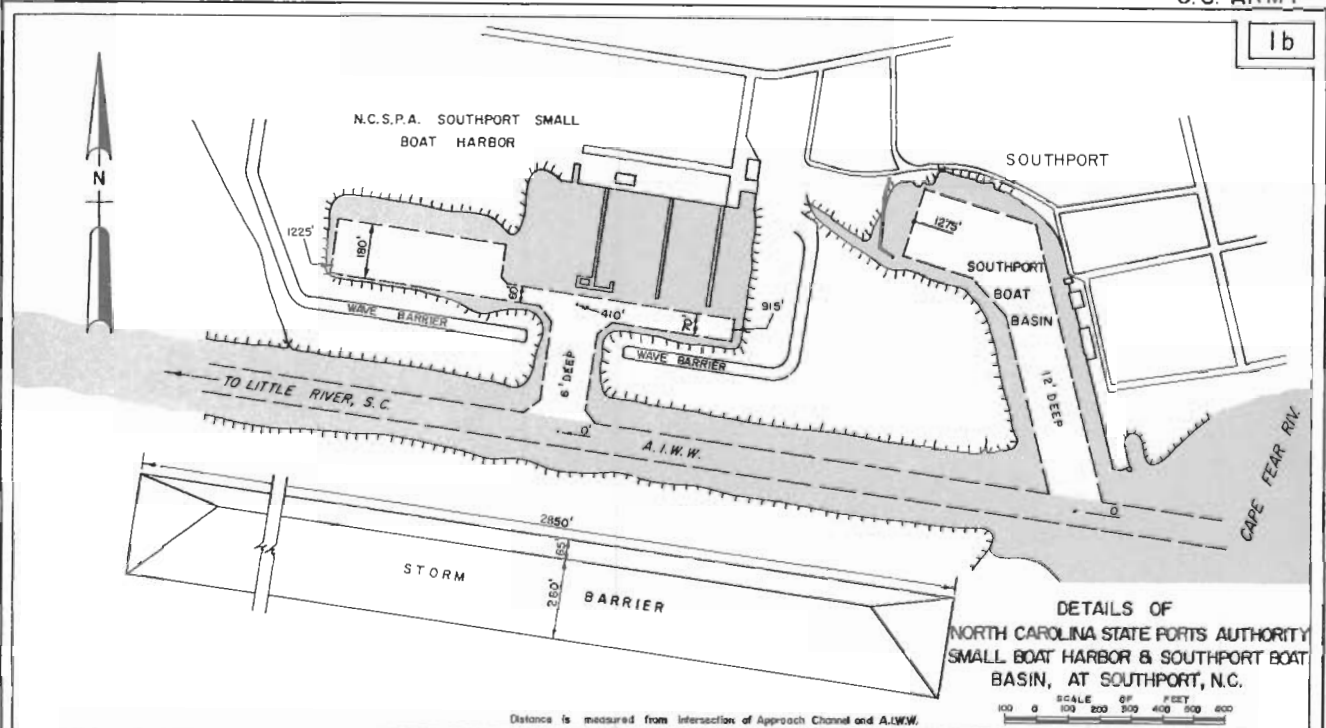 U.S. ARMY
1b
N.C.S.P.A. SOUTHPORT SMALL
BOAT HARBOR
SOUTHPORT
N
1225'
180'
1275'
SOUTHPORT
BOAT
BASIN
60'
410'
915'
WAVE BARRIER
WAVE BARRIER
6' DEEP
12' DEEP
TO LITTLE RIVER, S.C.
0'
A.I.W.W.
0
CAPE FEAR RIV.
2850'
165'
260'
STORM BARRIER
DETAILS OF
NORTH CAROLINA STATE PORTS AUTHORITY
SMALL BOAT HARBOR & SOUTHPORT BOAT
BASIN, AT SOUTHPORT, N.C.
SCALE OF FEET
100 0 100 200 300 400 500 600
Distance is measured from intersection of Approach Channel and A.I.W.W.